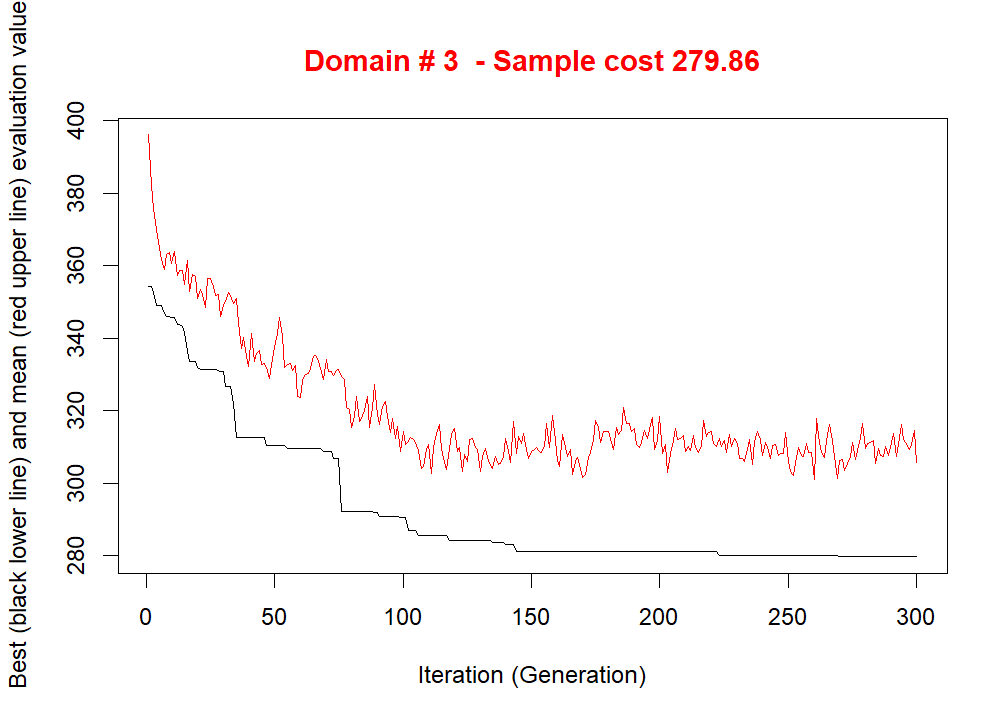 Domain # 3  - Sample cost 279.86
Best (black lower line) and mean (red upper line) evaluation value
400
380
360
340
320
300
280
0 50 100 150 200 250 300
Iteration (Generation)